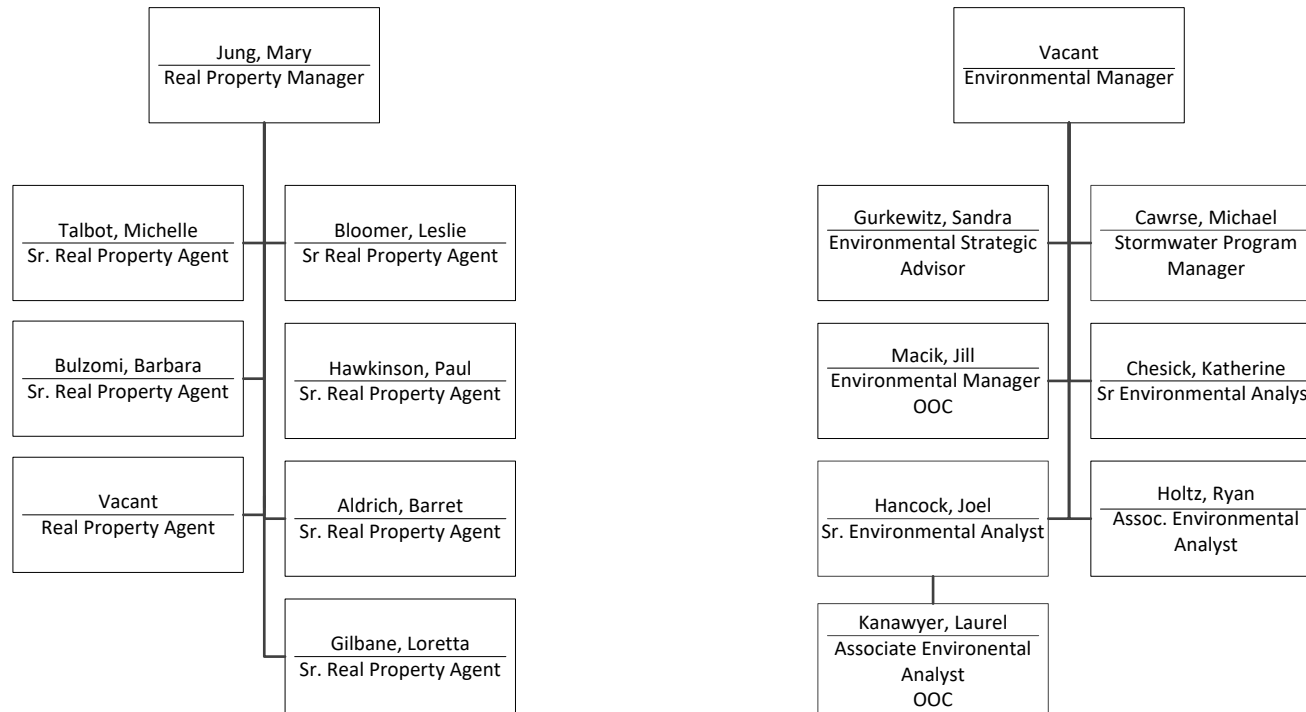 Jung, Mary
Real Property Manager
Talbot, Michelle
Sr. Real Property Agent
Bloomer, Leslie
Sr Real Property Agent
Bulzomi, Barbara
Sr. Real Property Agent
Hawkinson, Paul
Sr. Real Property Agent
Vacant
Real Property Agent
Aldrich, Barret
Sr. Real Property Agent
Gilbane, Loretta
Sr. Real Property Agent
Vacant
Environmental Manager
Gurkewitz, Sandra
Environmental Strategic
Advisor
Cawrse, Michael
Stormwater Program
Manager
Macik, Jill
Environmental Manager
OOC
Chesick, Katherine
Sr Environmental Analyst
Hancock, Joel
Sr. Environmental Analyst
Holtz, Ryan
Assoc. Environmental
Analyst
Kanawyer, Laurel
Associate Environental
Analyst
OOC